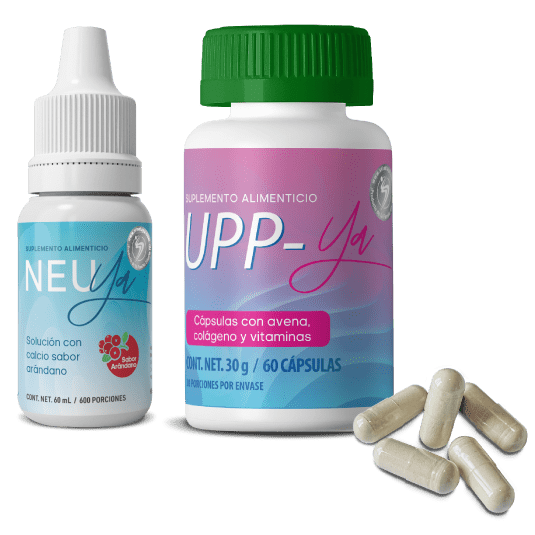 SUPLEMENTO ALIMENTICIO
NEU
Ya
Solución con
calcio sabor
arándano
Sabor
Arándano
CONT. NET. 60 mL / 600 PORCIONES
SUPLEMENTO ALIMENTICIO
UPP-Ya
Cápsulas con avena,
colágeno y vitaminas
CONT. NET. 30 g / 60 CÁPSULAS
PORCIONES POR ENVASE